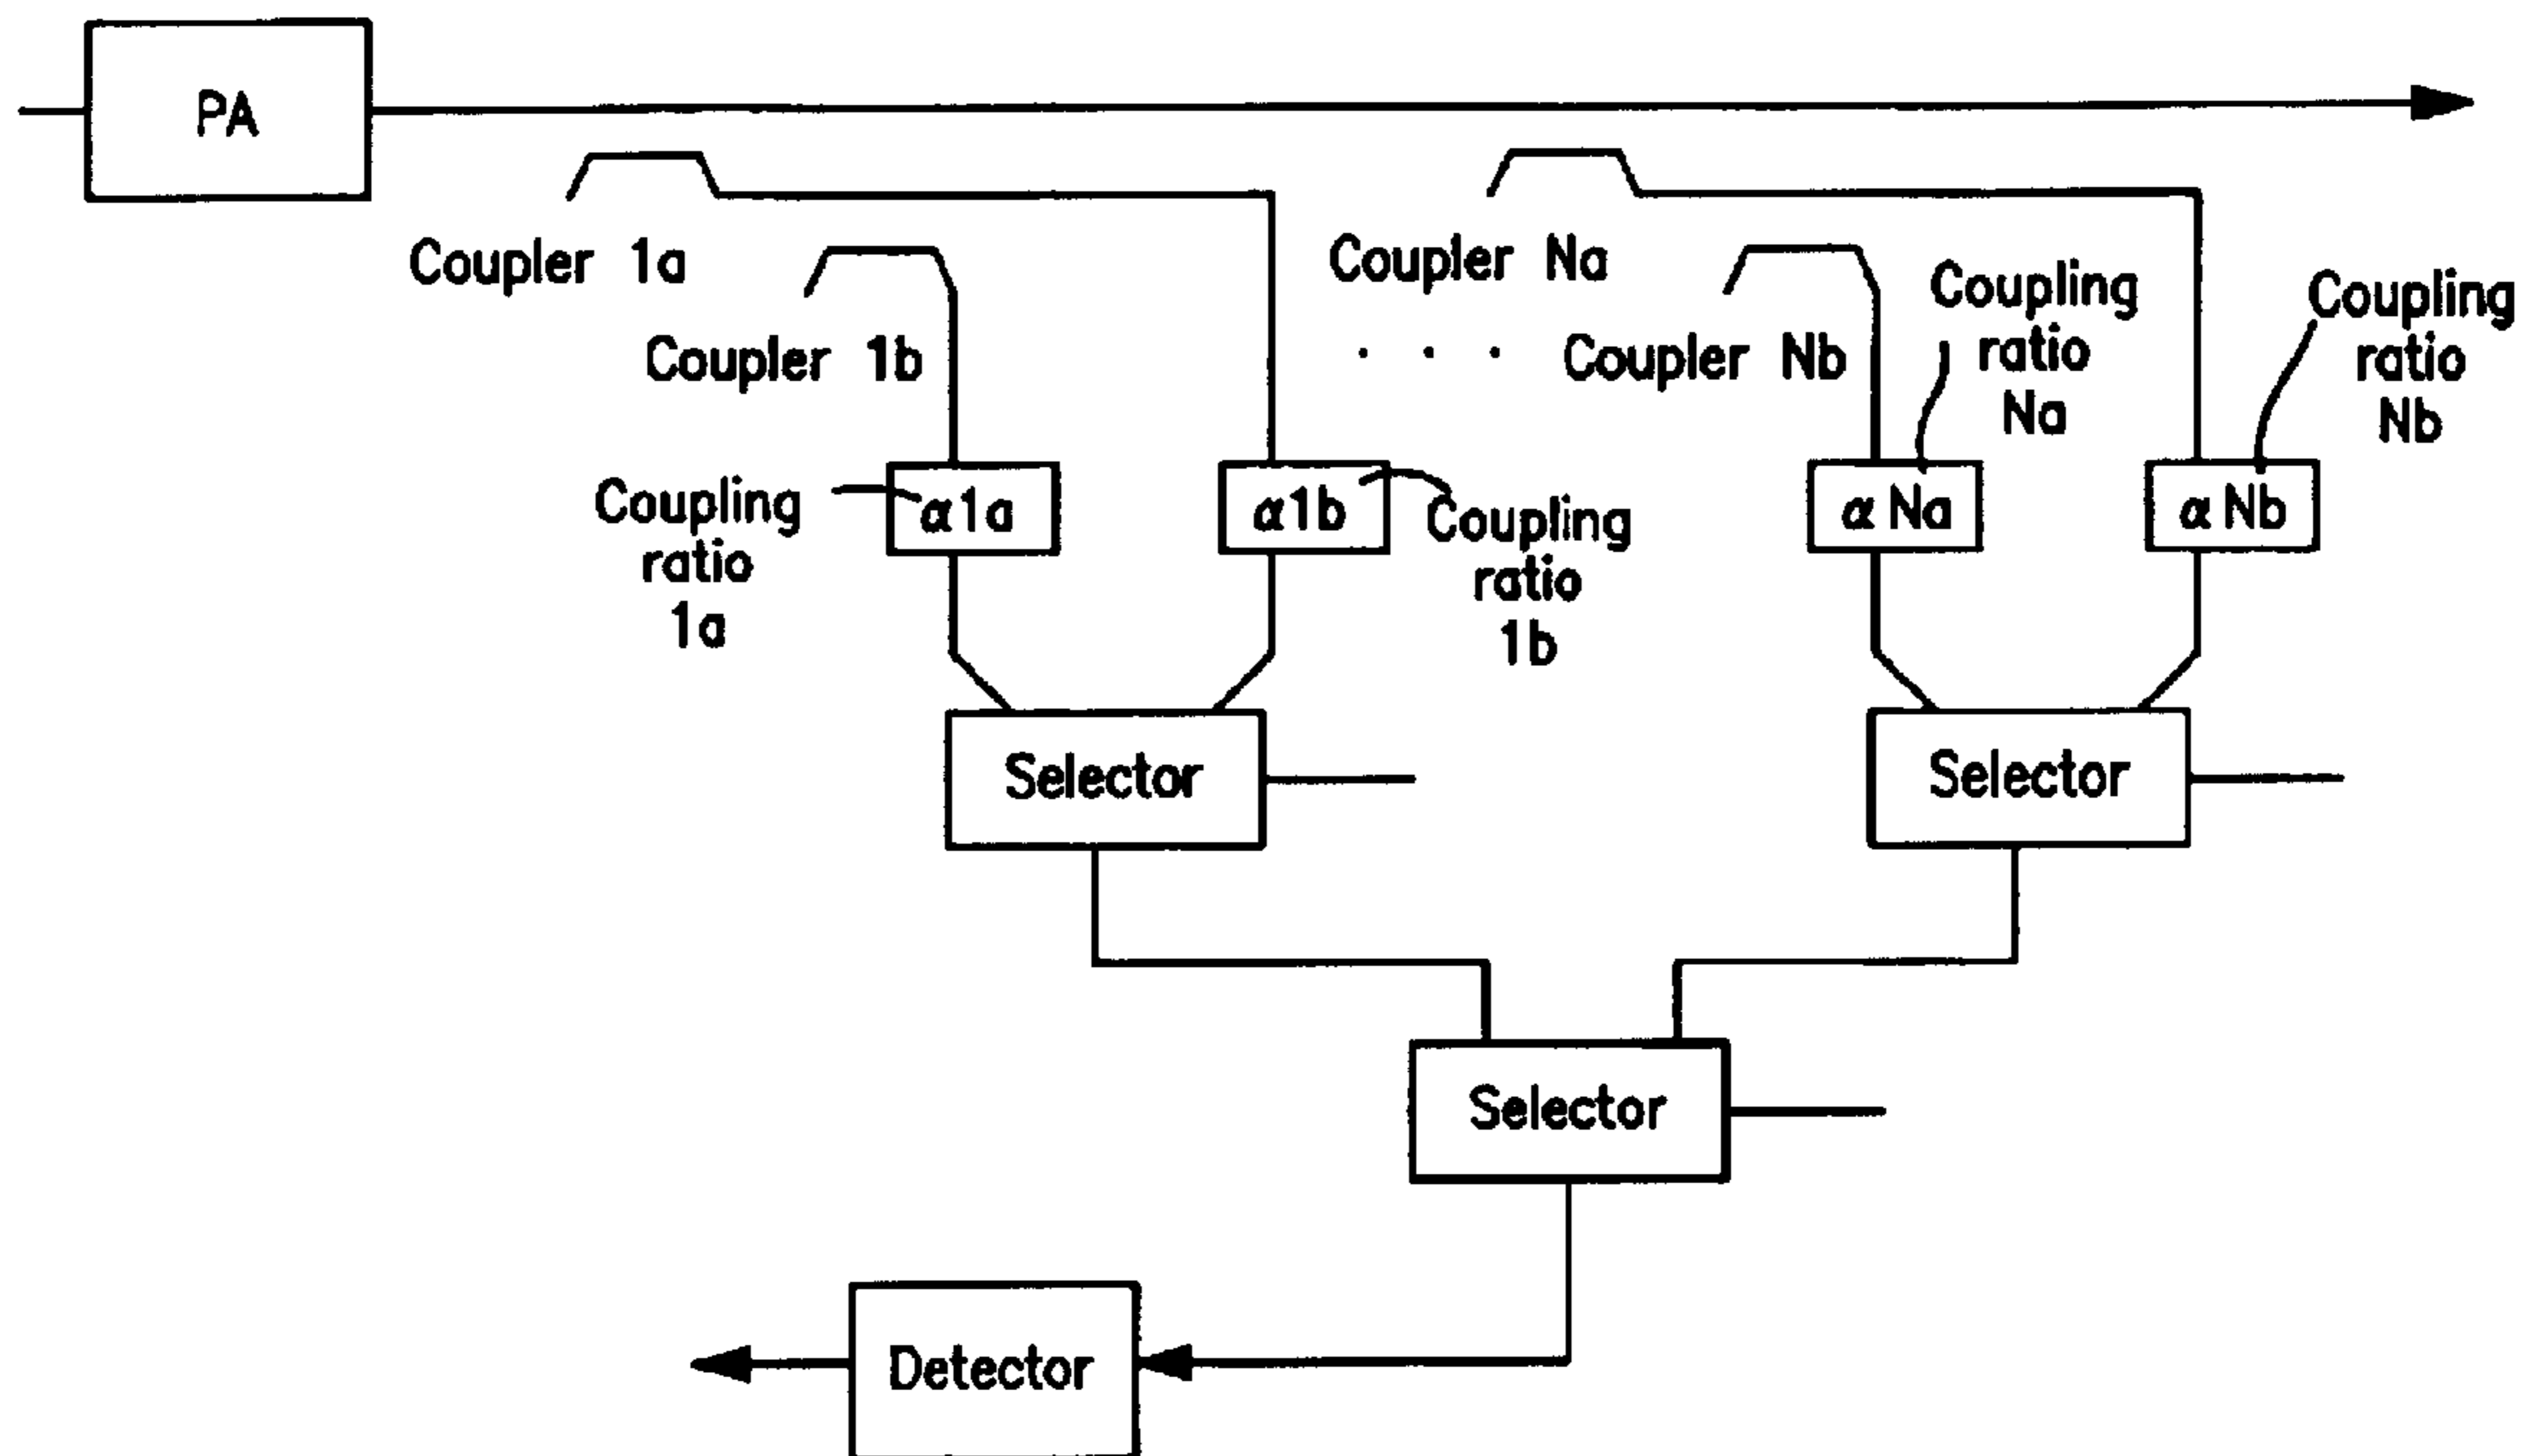 PA
Coupler 1a
Coupler Na
Coupling
ratio
Na
Coupling
ratio
Nb
Coupler 1b
. . .
Coupler Nb
Coupling
ratio
1a
α1a
α1b
Coupling
ratio
1b
α Na
α Nb
Selector
Selector
Selector
Detector